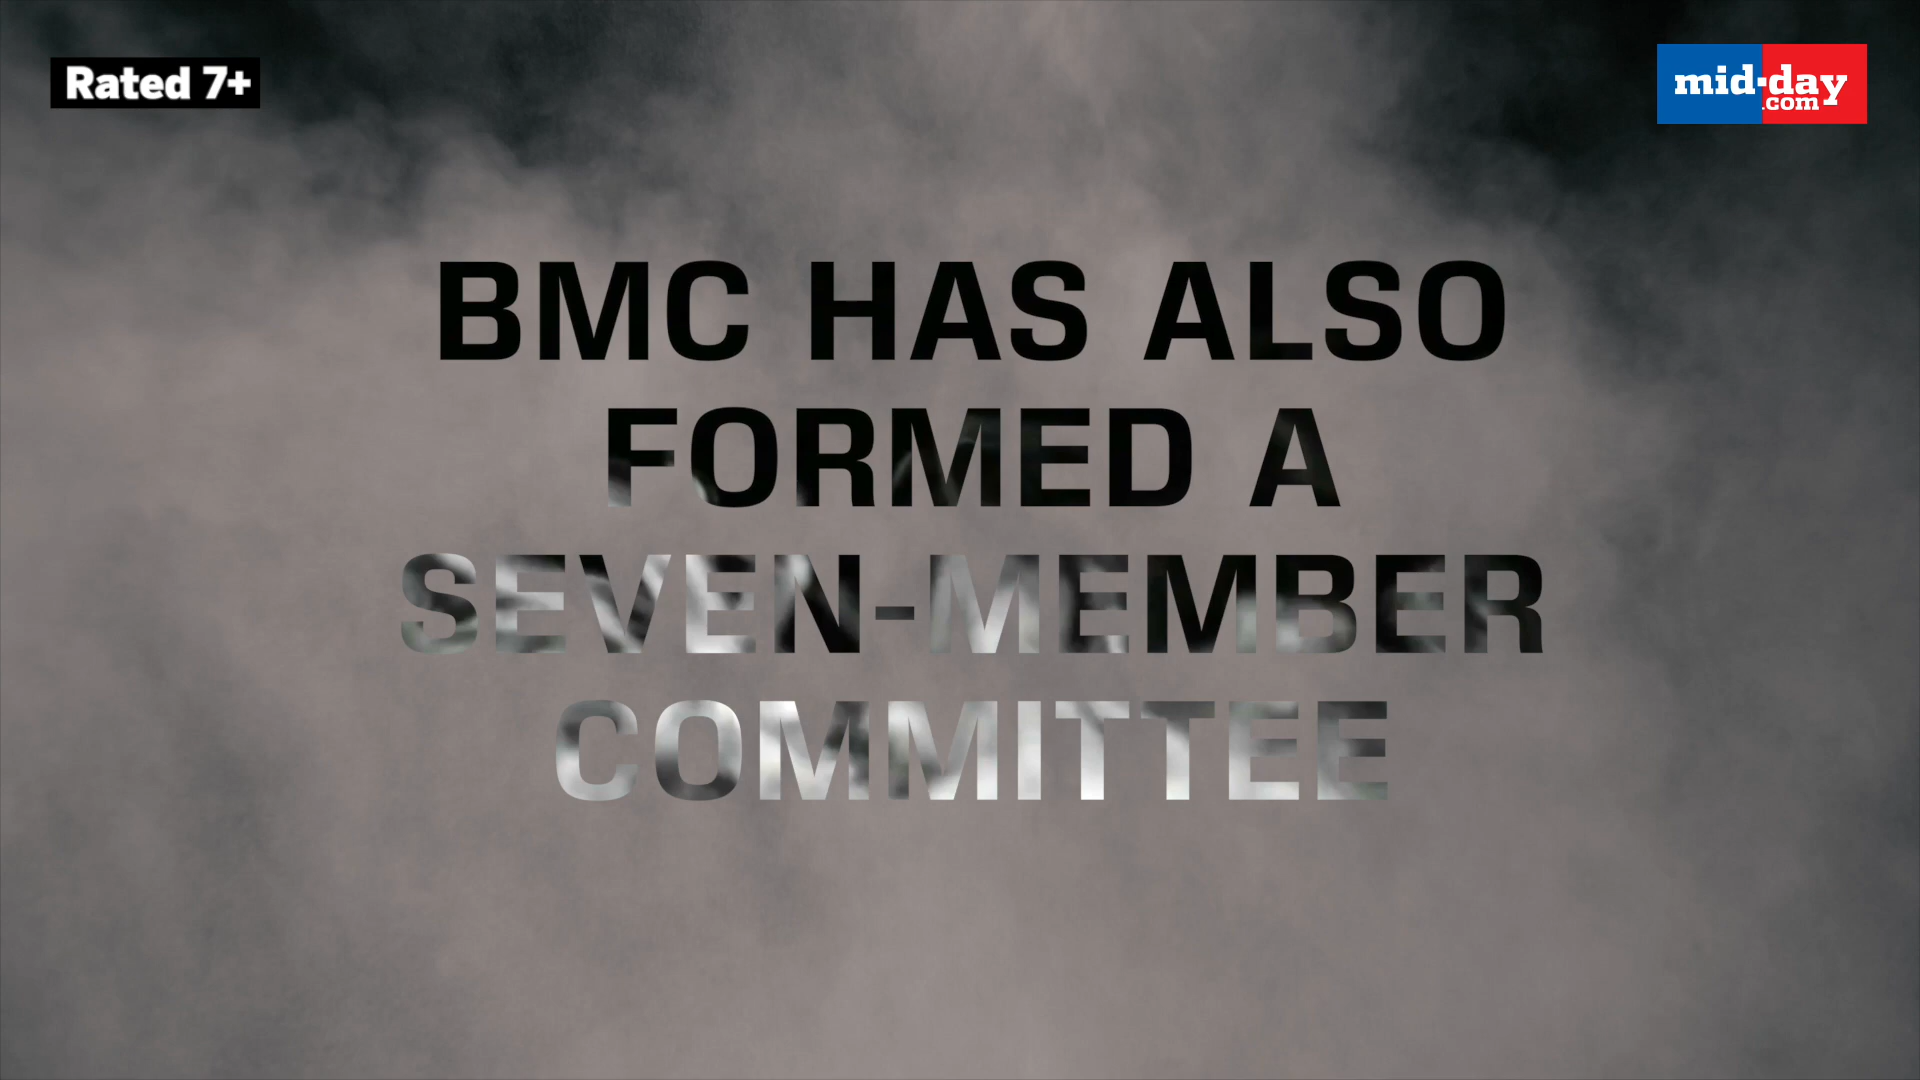 Rated 7+
mid-day
.com
BMC HAS ALSO
FORMED A
SEVEN-MEMBER
COMMITTEE